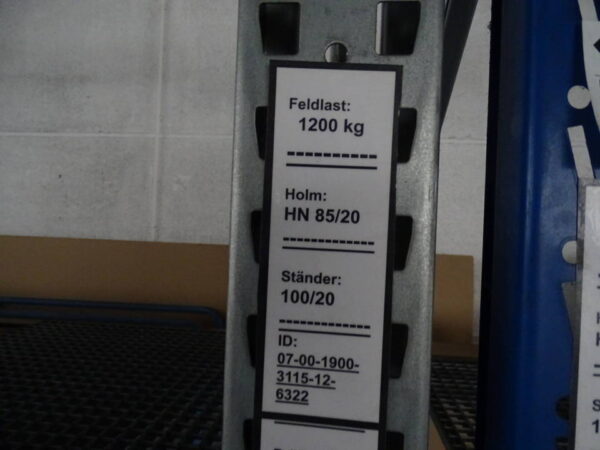 Feldlast:
1200 kg
Holm:
HN 85/20
Ständer:
100/20
ID:
07-00-1900-
3115-12-
6322